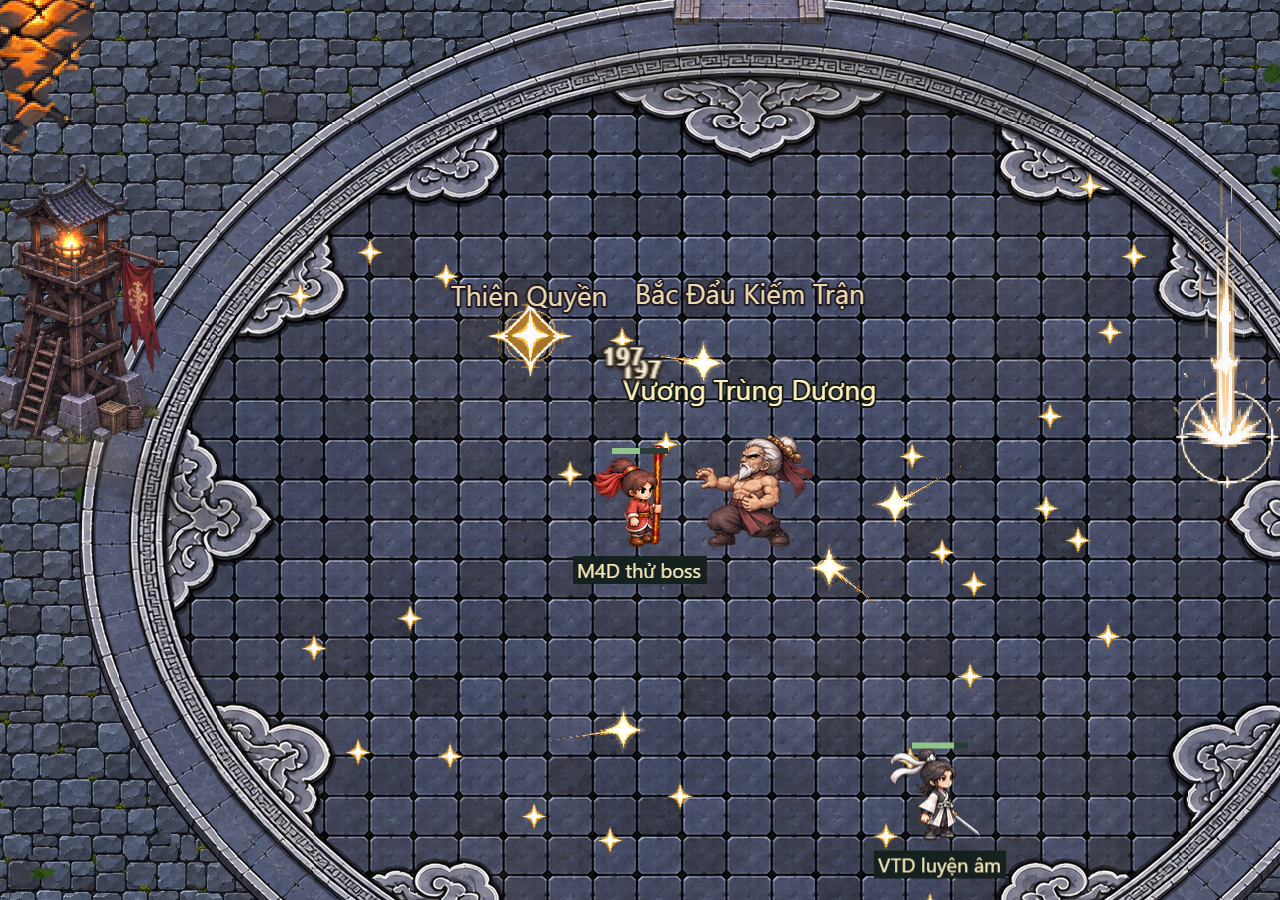 Thiên Quyền
Bắc Đẩu Kiếm Trận
197
197
Vương Trùng Dương
M4D thử boss
VTD luyện âm